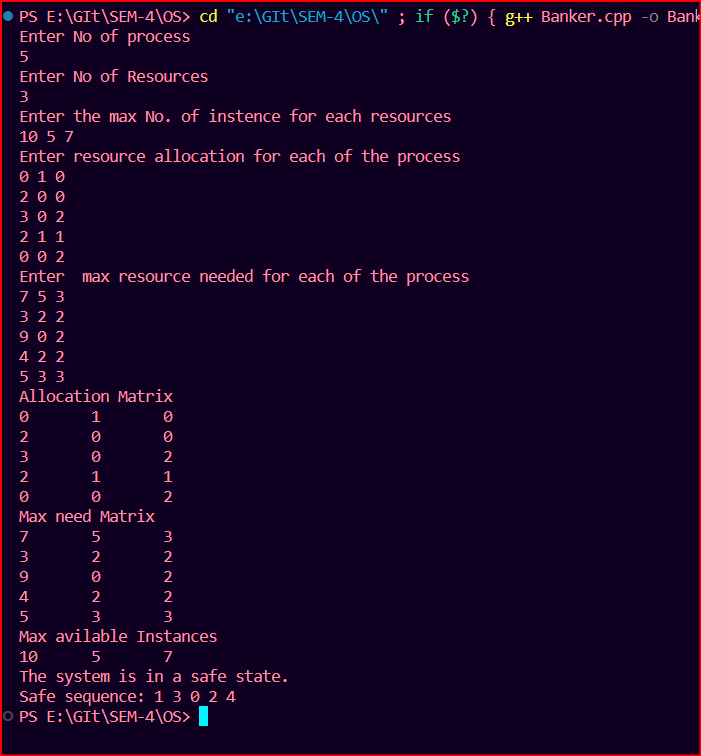 PS E:\GIt\SEM-4\OS> cd "e:\GIt\SEM-4\OS\" ; if ($?) { g++ Banker.cpp -o Bank
Enter No of process
5
Enter No of Resources
3
Enter the max No. of instence for each resources
10 5 7
Enter resource allocation for each of the process
0 1 0
2 0 0
3 0 2
2 1 1
0 0 2
Enter  max resource needed for each of the process
7 5 3
3 2 2
9 0 2
4 2 2
5 3 3
Allocation Matrix
0       1       0
2       0       0
3       0       2
2       1       1
0       0       2
Max need Matrix
7       5       3
3       2       2
9       0       2
4       2       2
5       3       3
Max avilable Instances
10      5       7
The system is in a safe state.
Safe sequence: 1 3 0 2 4
PS E:\GIt\SEM-4\OS>